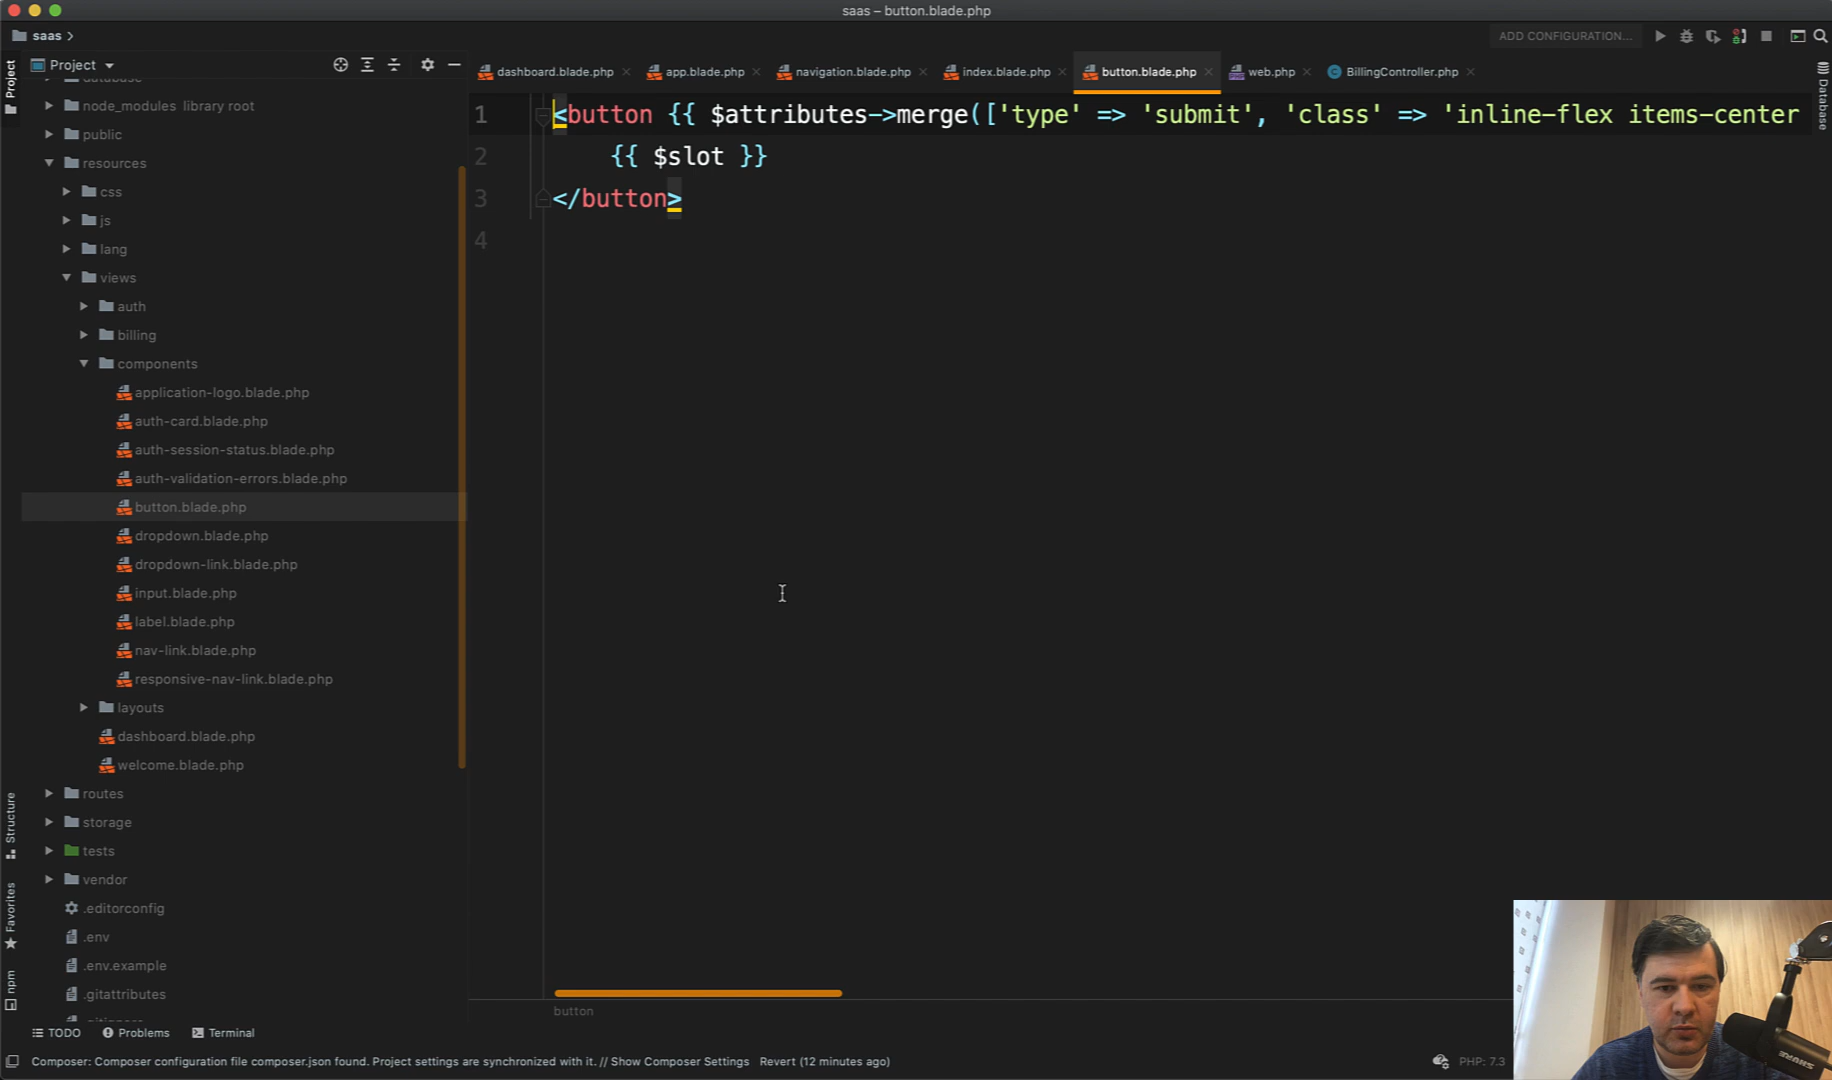 saas – button.blade.php
saas
ADD CONFIGURATION...
Project
dashboard.blade.php
app.blade.php
navigation.blade.php
index.blade.php
button.blade.php
web.php
BillingController.php
Project
Database
node_modules library root
public
resources
css
js
lang
views
auth
billing
components
application-logo.blade.php
auth-card.blade.php
auth-session-status.blade.php
auth-validation-errors.blade.php
button.blade.php
dropdown.blade.php
dropdown-link.blade.php
input.blade.php
label.blade.php
nav-link.blade.php
responsive-nav-link.blade.php
layouts
dashboard.blade.php
welcome.blade.php
routes
storage
tests
vendor
.editorconfig
.env
.env.example
.gitattributes
Structure
Favorites
npm
1 <button {{ $attributes->merge(['type' => 'submit', 'class' => 'inline-flex items-center
2 {{ $slot }}
3 </button>
4
button
SHURE
TODO
Problems
Terminal
Composer: Composer configuration file composer.json found. Project settings are synchronized with it. // Show Composer Settings Revert (12 minutes ago)
PHP: 7.3